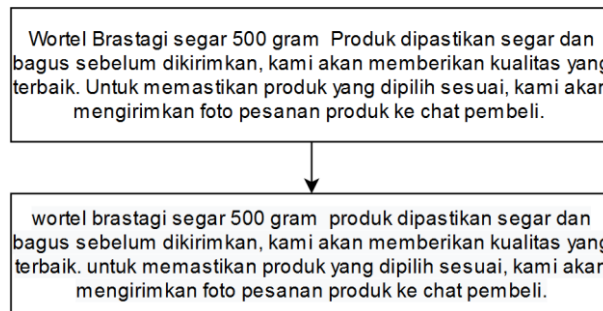 Wortel Brastagi segar 500 gram  Produk dipastikan segar dan
bagus sebelum dikirimkan, kami akan memberikan kualitas yang
terbaik. Untuk memastikan produk yang dipilih sesuai, kami akan
mengirimkan foto pesanan produk ke chat pembeli.
wortel brastagi segar 500 gram  produk dipastikan segar dan
bagus sebelum dikirimkan, kami akan memberikan kualitas yang
terbaik. untuk memastikan produk yang dipilih sesuai, kami akan
mengirimkan foto pesanan produk ke chat pembeli.